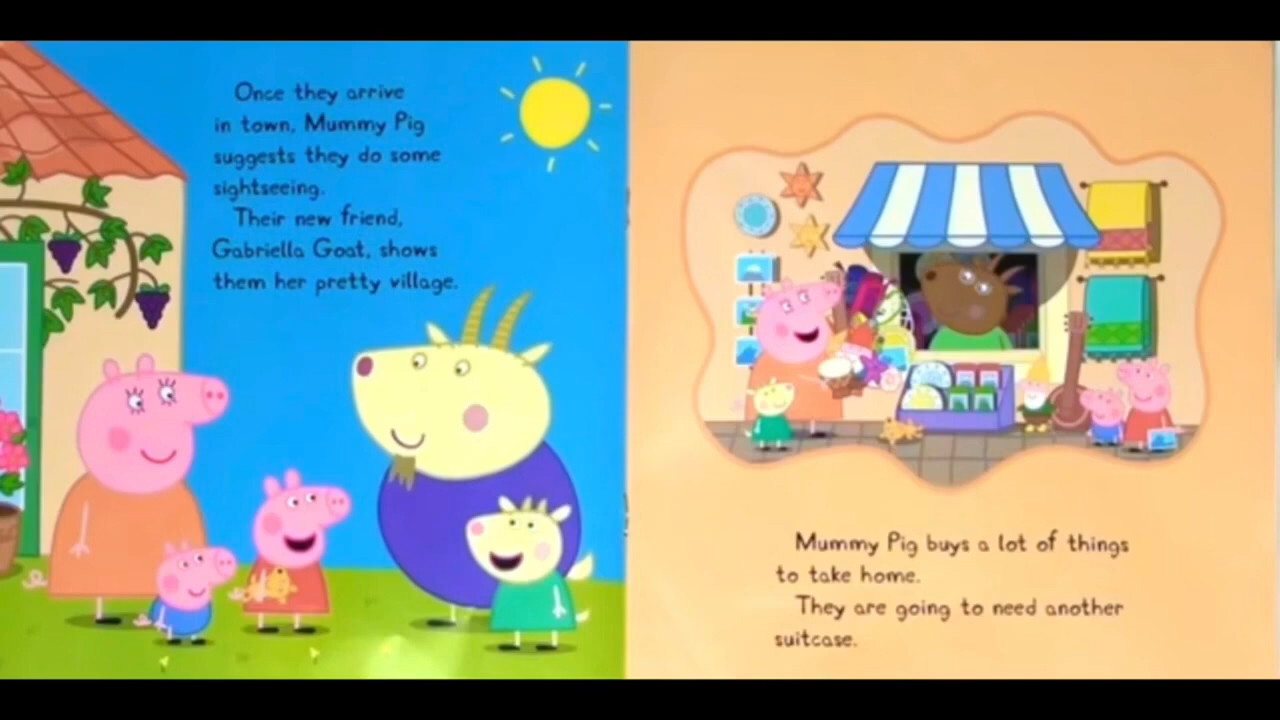 Once they arrive
in town, Mummy Pig
suggests they do some
sightseeing.
Their new friend,
Gabriella Goat, shows
them her pretty village.
Mummy Pig buys a lot of things
to take home.
They are going to need another
suitcase.